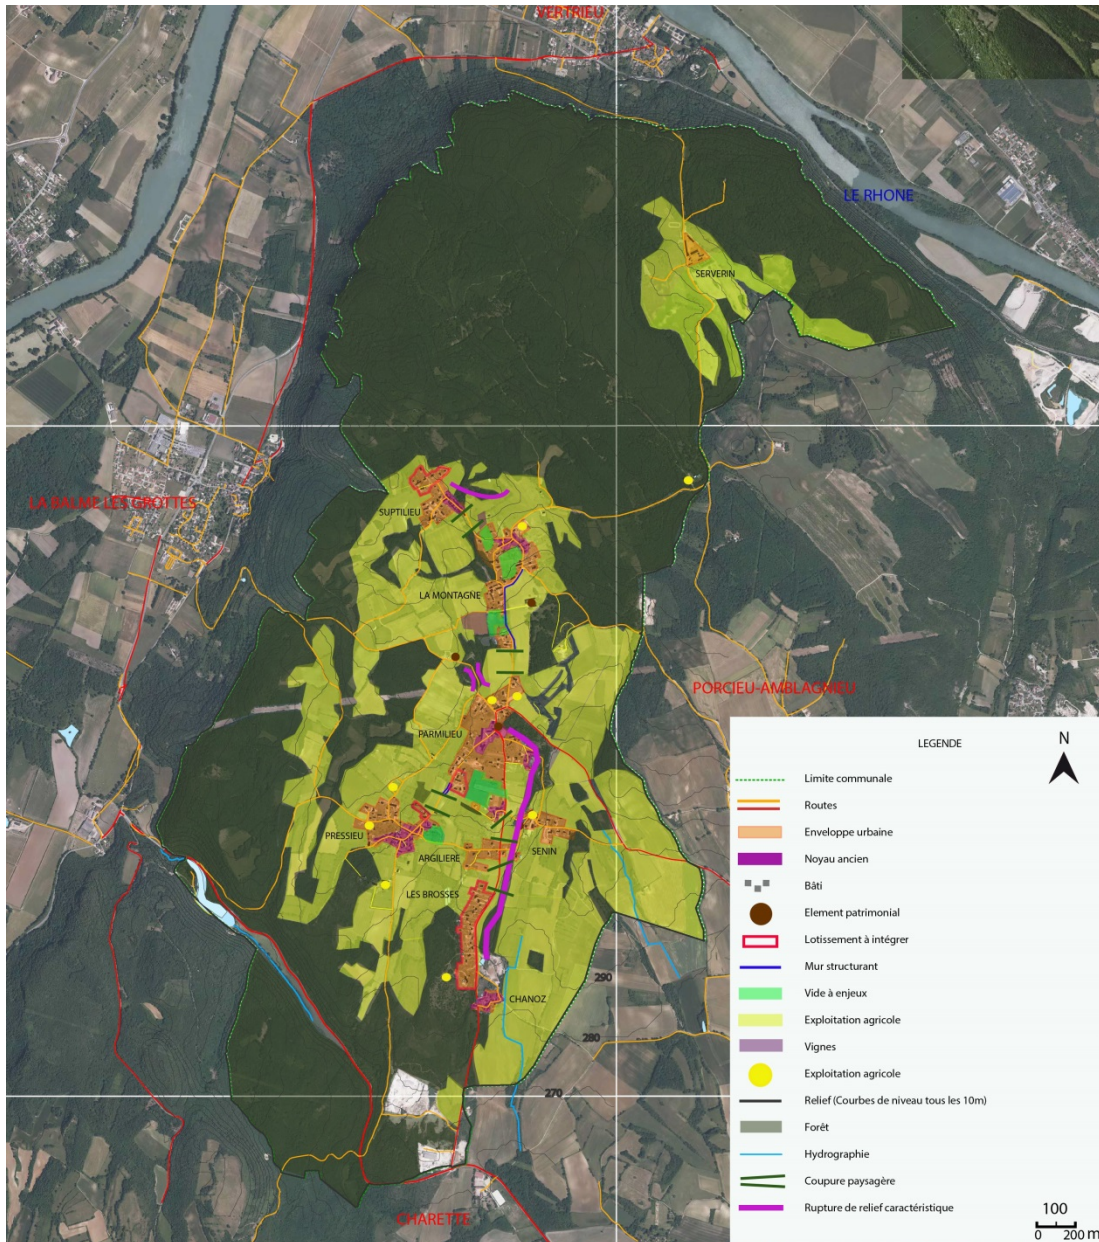 VERTRIEU
LE RHONE
SERVERIN
LA BALME LES GROTTES
SUPTILIEU
LA MONTAGNE
PORCIEU-AMBLAGNIEU
PARMILIEU
PRESSIEU
ARGILIERE
SENIN
LES BROSSES
CHANOZ
290
280
270
CHARETTE
LEGENDE
N
Limite communale
Routes
Enveloppe urbaine
Noyau ancien
Bâti
Element patrimonial
Lotissement à intégrer
Mur structurant
Vide à enjeux
Exploitation agricole
Vignes
Exploitation agricole
Relief (Courbes de niveau tous les 10m)
Forêt
Hydrographie
Coupure paysagère
Rupture de relief caractéristique
100
0 200 m